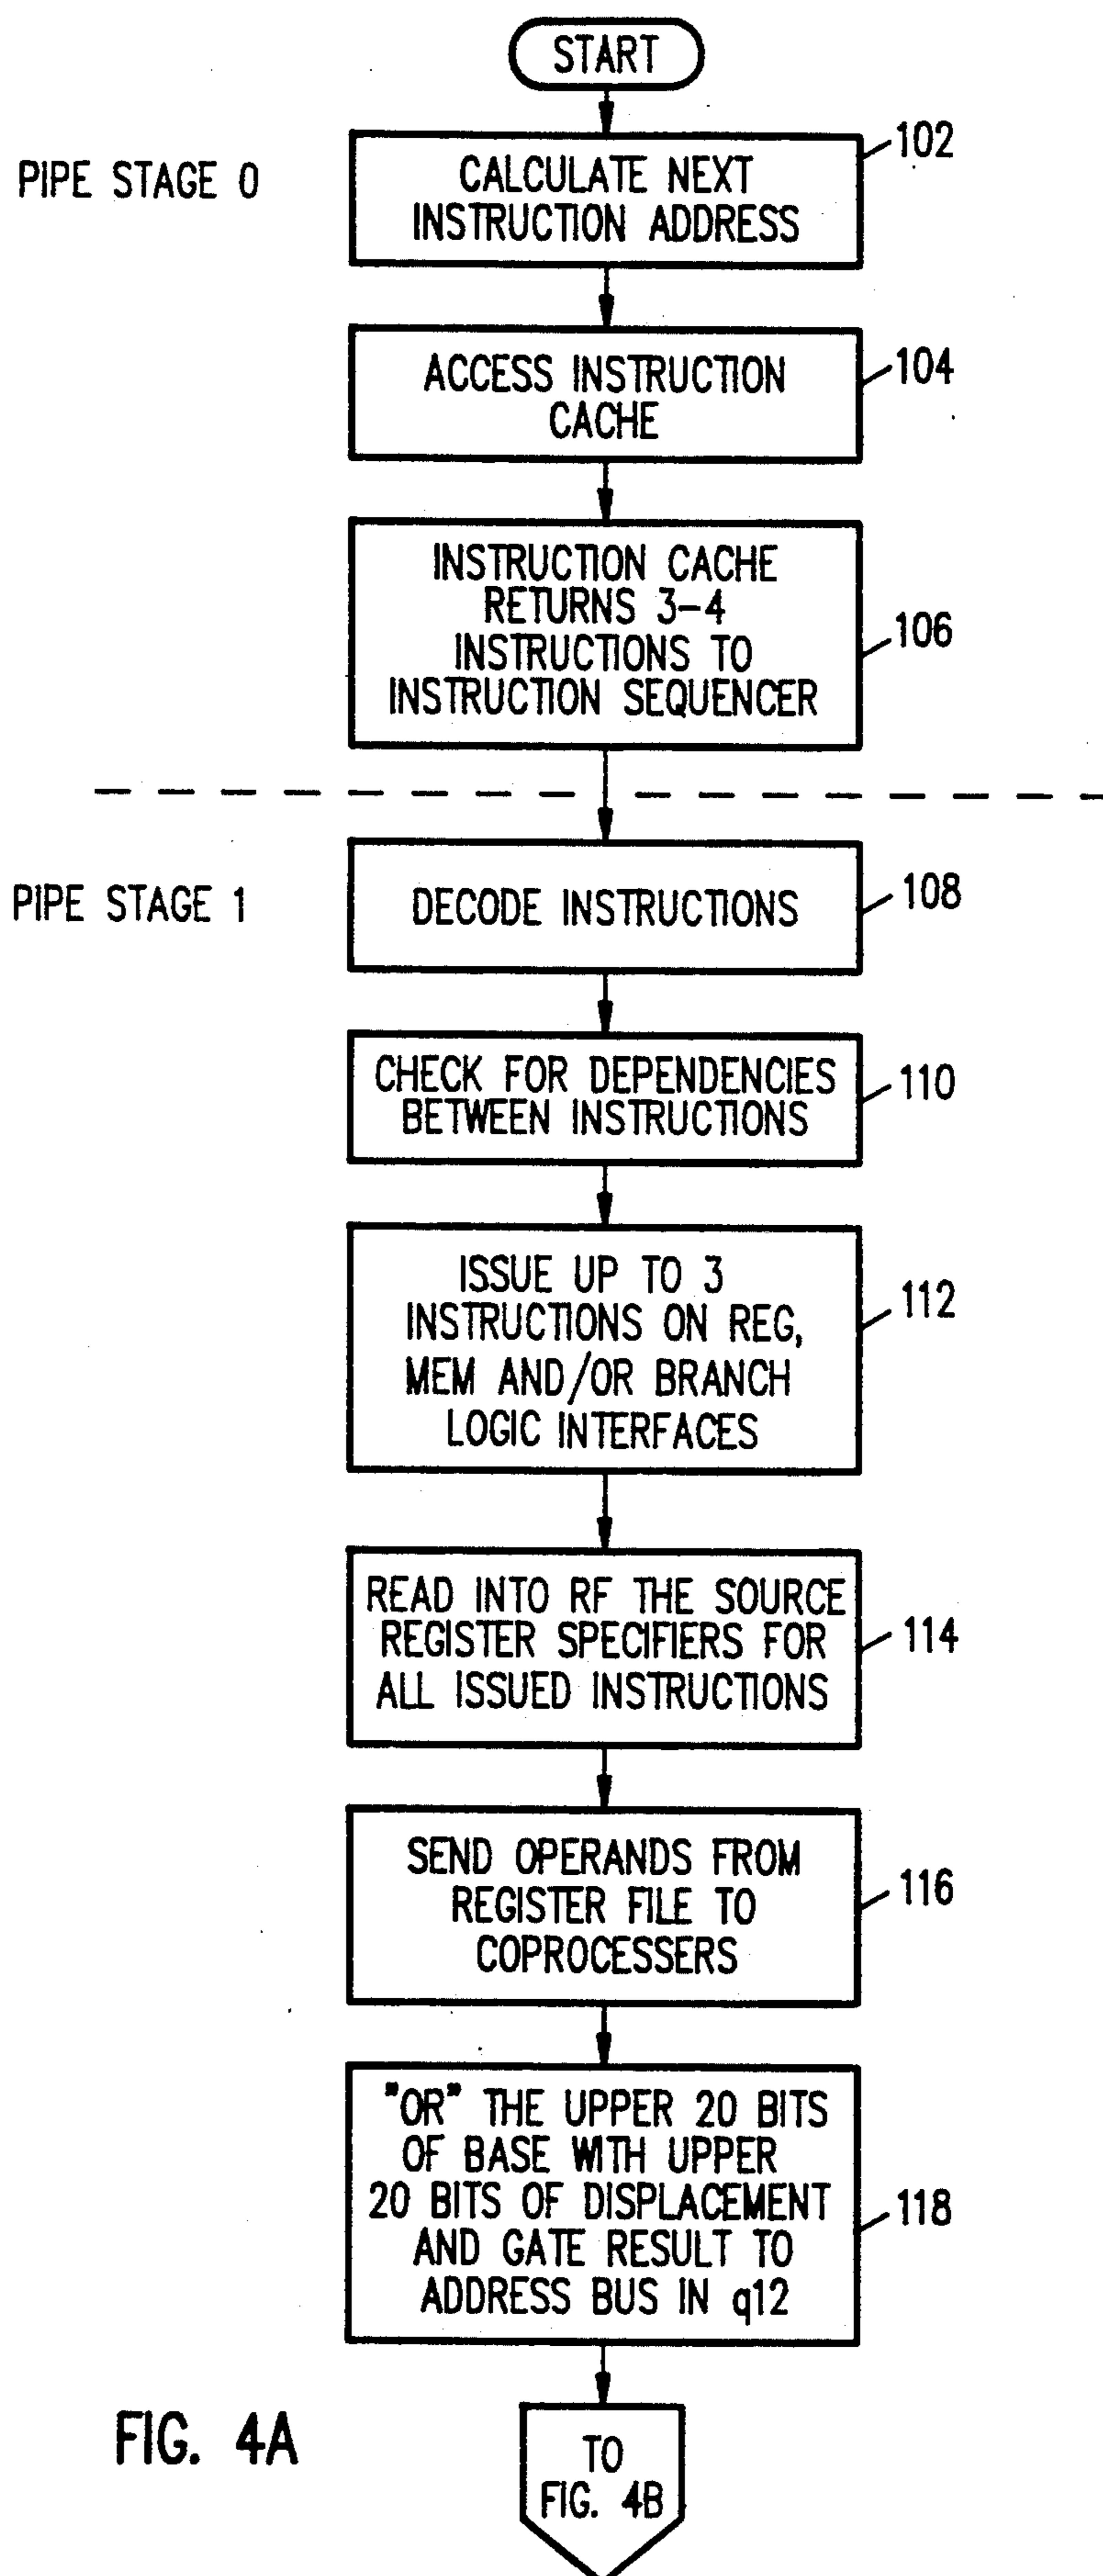 START
PIPE STAGE 0
CALCULATE NEXT
INSTRUCTION ADDRESS
102
ACCESS INSTRUCTION
CACHE
104
INSTRUCTION CACHE
RETURNS 3-4
INSTRUCTIONS TO
INSTRUCTION SEQUENCER
106
PIPE STAGE 1
DECODE INSTRUCTIONS
108
CHECK FOR DEPENDENCIES
BETWEEN INSTRUCTIONS
110
ISSUE UP TO 3
INSTRUCTIONS ON REG,
MEM AND/OR BRANCH
LOGIC INTERFACES
112
READ INTO RF THE SOURCE
REGISTER SPECIFIERS FOR
ALL ISSUED INSTRUCTIONS
114
SEND OPERANDS FROM
REGISTER FILE TO
COPROCESSERS
116
"OR" THE UPPER 20 BITS
OF BASE WITH UPPER
20 BITS OF DISPLACEMENT
AND GATE RESULT TO
ADDRESS BUS IN q12
118
FIG. 4A
TO
FIG. 4B